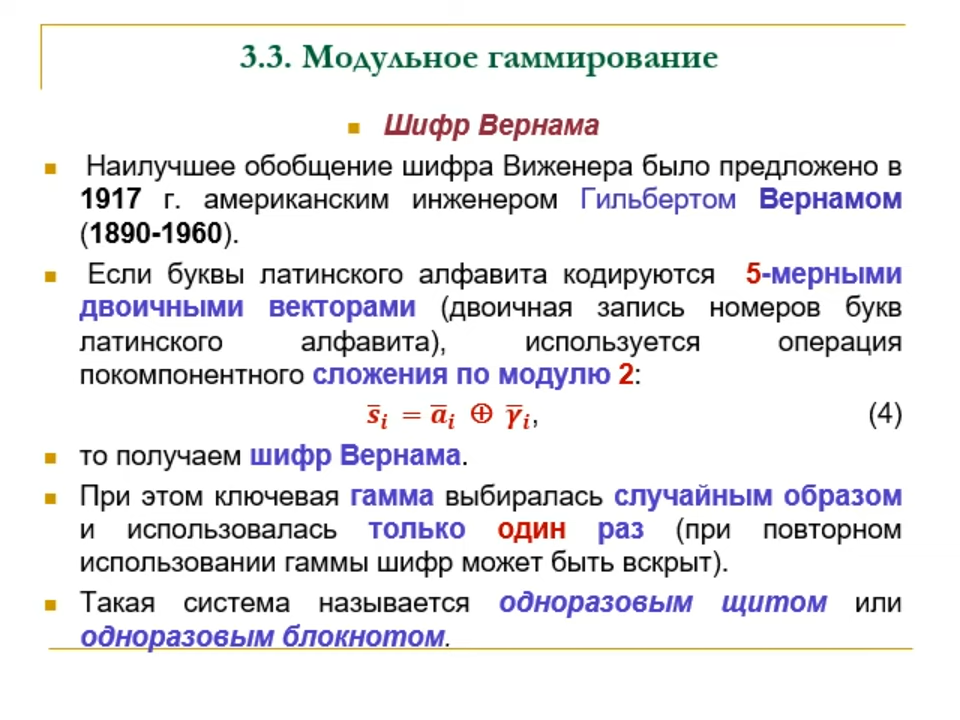 3.3. Модульное гаммирование
Шифр Вернама
Наилучшее обобщение шифра Виженера было предложено в
1917 г. американским инженером Гильбертом Вернамом
(1890-1960).
Если буквы латинского алфавита кодируются 5-мерными
двоичными векторами (двоичная запись номеров букв
латинского алфавита), используется операция
покомпонентного сложения по модулю 2:
s̅ᵢ = a̅ᵢ ⊕ γ̅ᵢ, (4)
то получаем шифр Вернама.
При этом ключевая гамма выбиралась случайным образом
и использовалась только один раз (при повторном
использовании гаммы шифр может быть вскрыт).
Такая система называется одноразовым щитом или
одноразовым блокнотом.